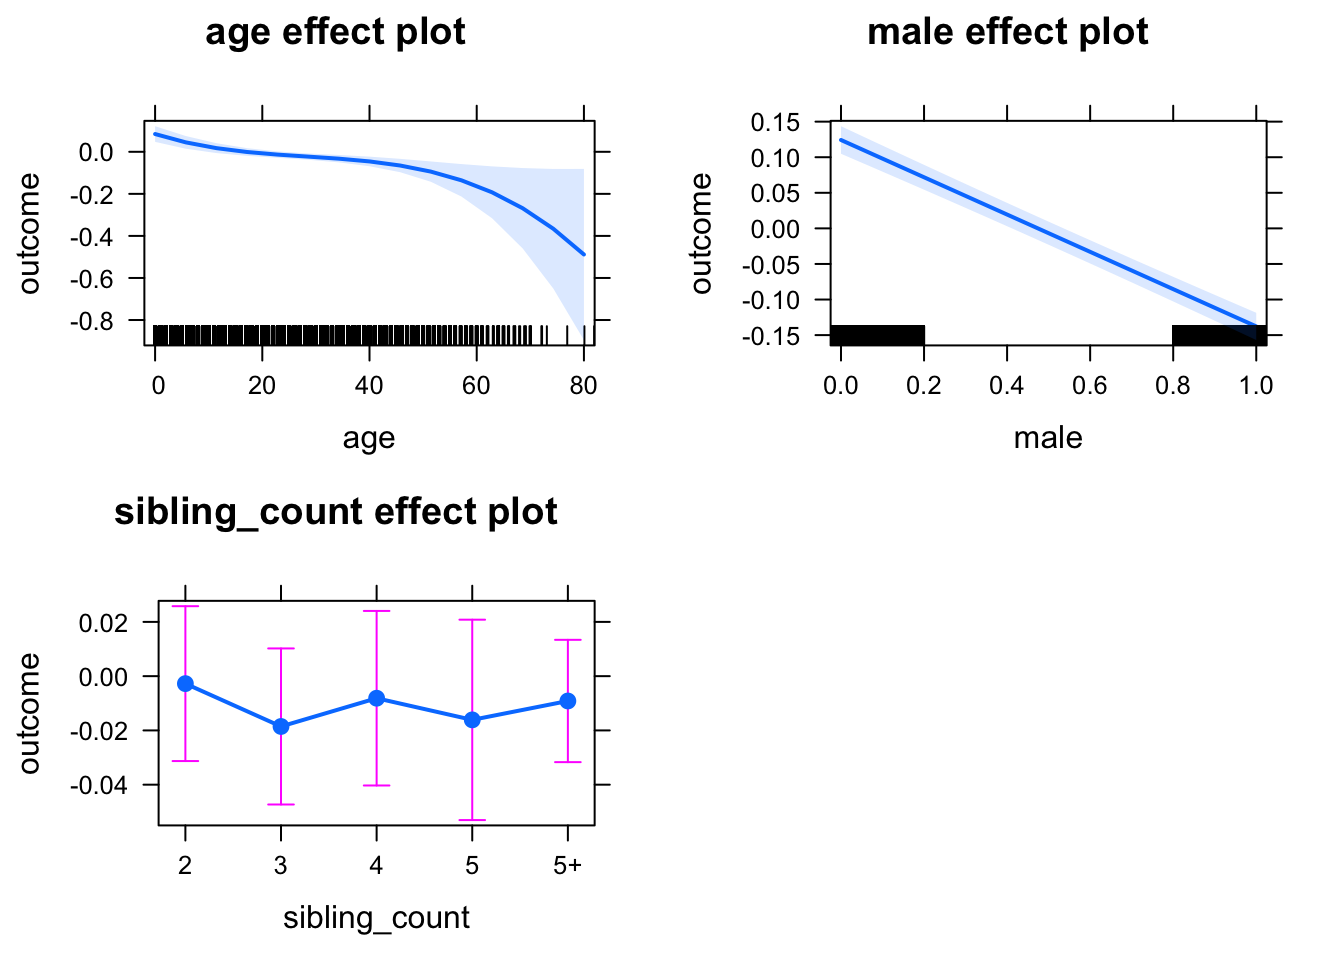 age effect plot
outcome
0.0
-0.2
-0.4
-0.6
-0.8
0 20 40 60 80
age
male effect plot
outcome
0.15
0.10
0.05
0.00
-0.05
-0.10
-0.15
0.0 0.2 0.4 0.6 0.8 1.0
male
sibling_count effect plot
outcome
0.02
0.00
-0.02
-0.04
2 3 4 5 5+
sibling_count